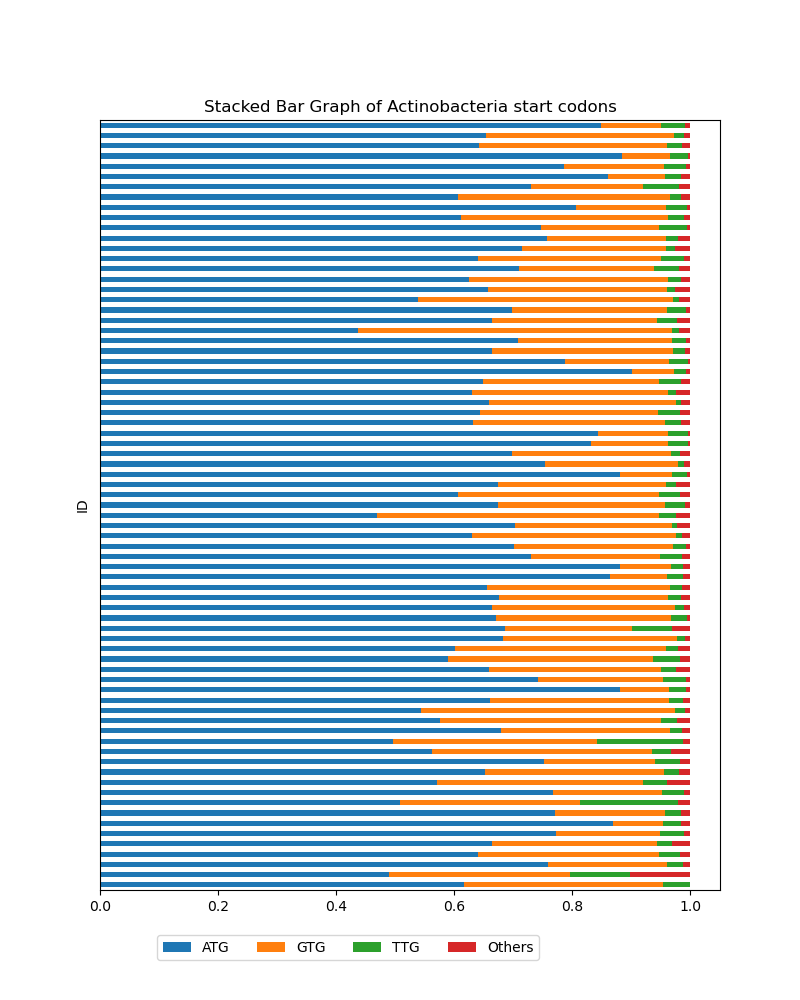 Stacked Bar Graph of Actinobacteria start codons
ID
0.0 0.2 0.4 0.6 0.8 1.0
ATG GTG TTG Others